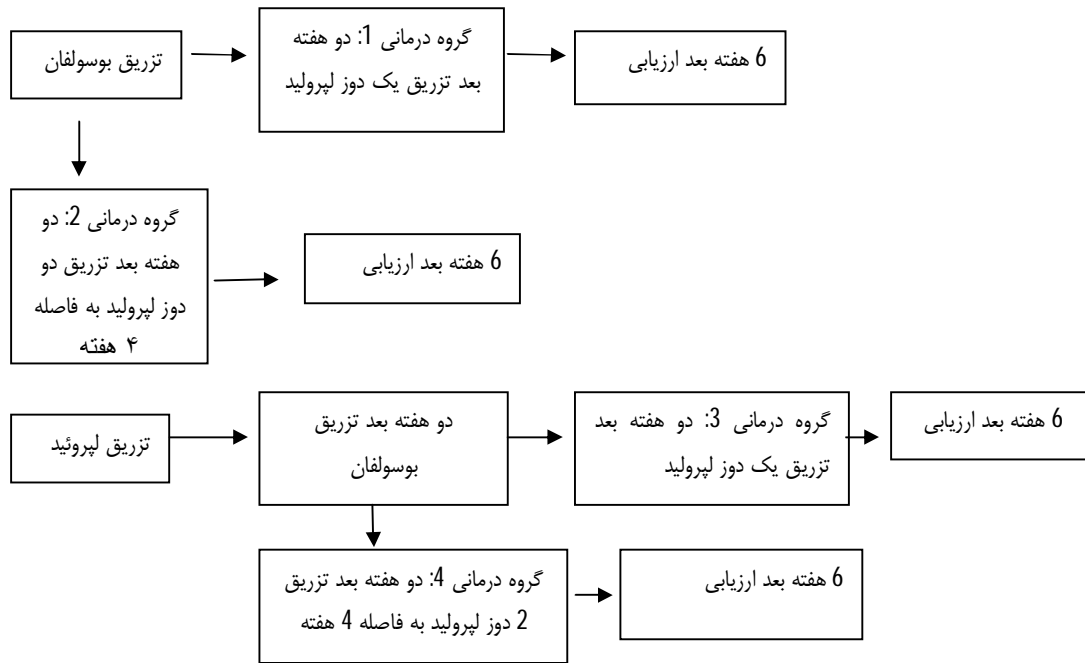 تزریق بوسولفان
گروه درمانی 1: دو هفته
بعد تزریق یک دوز لپرولید
6 هفته بعد ارزیابی
گروه درمانی 2: دو
هفته بعد تزریق دو
دوز لپرولید به فاصله
۴ هفته
6 هفته بعد ارزیابی
تزریق لپروئید
دو هفته بعد تزریق
بوسولفان
گروه درمانی 3: دو هفته بعد
تزریق یک دوز لپرولید
6 هفته بعد ارزیابی
گروه درمانی 4: دو هفته بعد تزریق
2 دوز لپرولید به فاصله 4 هفته
6 هفته بعد ارزیابی